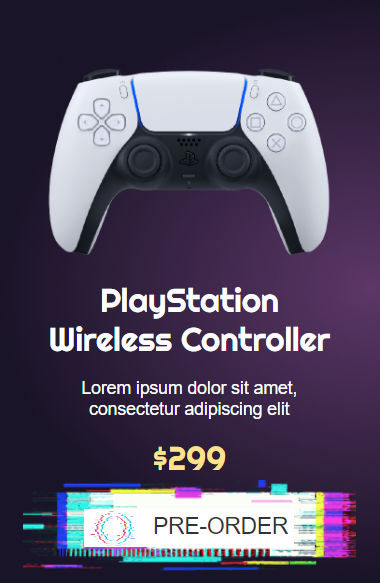 PlayStation
Wireless Controller
Lorem ipsum dolor sit amet,
consectetur adipiscing elit
$299
PRE-ORDER